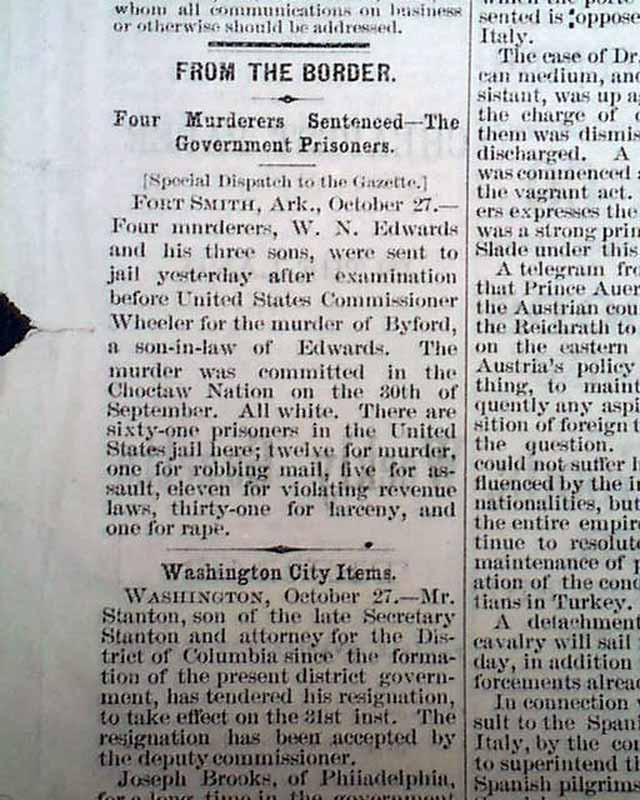 whom all communications on business
or otherwise should be addressed.
FROM THE BORDER.
Four Murderers Sentenced—The
Government Prisoners.
[Special Dispatch to the Gazette.]
FORT SMITH, Ark., October 27.—
Four murderers, W. N. Edwards
and his three sons, were sent to
jail yesterday after examination
before United States Commissioner
Wheeler for the murder of Byford,
a son-in-law of Edwards. The
murder was committed in the
Choctaw Nation on the 30th of
September. All white. There are
sixty-one prisoners in the United
States jail here; twelve for murder,
one for robbing mail, five for as-
sault, eleven for violating revenue
laws, thirty-one for larceny, and
one for rape.
Washington City Items.
WASHINGTON, October 27.—Mr.
Stanton, son of the late Secretary
Stanton and attorney for the Dis-
trict of Columbia since the forma-
tion of the present district govern-
ment, has tendered his resignation,
to take effect on the 31st inst. The
resignation has been accepted by
the deputy commissioner.
Joseph Brooks, of Philadelphia,
for a long time in the government
sented is oppose
Italy.
The case of Dr.
can medium, and
sistant, was up a
the charge of
them was dismis
discharged. A
was commenced
the vagrant act.
ers expresses the
was a strong prin
Slade under this
A telegram fro
that Prince Auer
the Austrian cou
the Reichrath to
on the eastern
Austria's policy
thing, to maint
quently any aspi
sition of foreign t
the question.
could not suffer
fluenced by the in
nationalities, but
the entire empire
tinue to resolute
maintenance of p
ation of the cond
tians in Turkey.
A detachment
cavalry will sail
day, in addition
forcements alread
In connection
sult to the Spani
Italy, by the cou
to superintend th
Spanish pilgrims